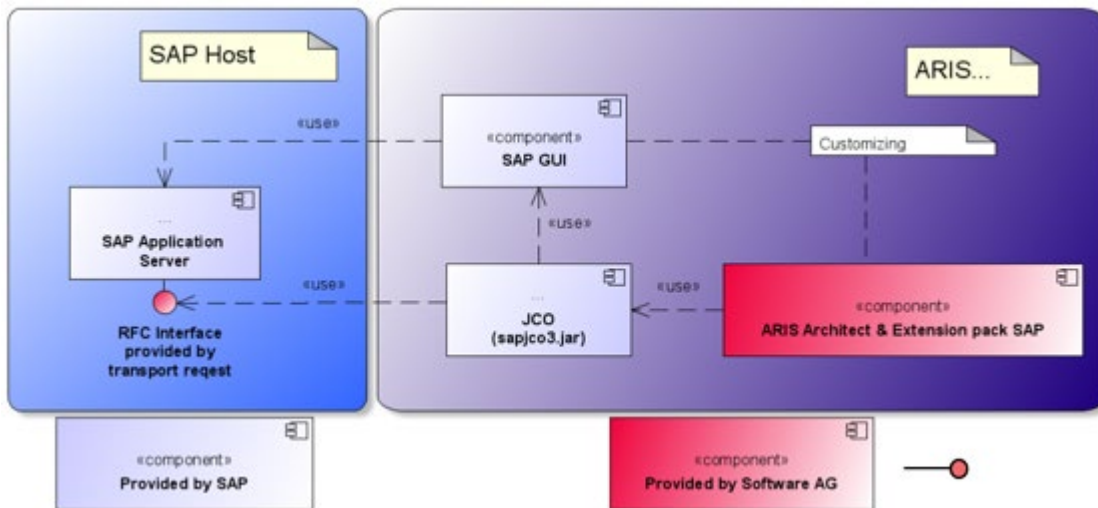 SAP Host
ARIS...
«use»
«component»
SAP GUI
Customizing
«use»
...
SAP Application
Server
«use»
...
JCO
(sapjco3.jar)
«use»
«component»
ARIS Architect & Extension pack SAP
RFC Interface
provided by
transport reqest
«component»
Provided by SAP
«component»
Provided by Software AG